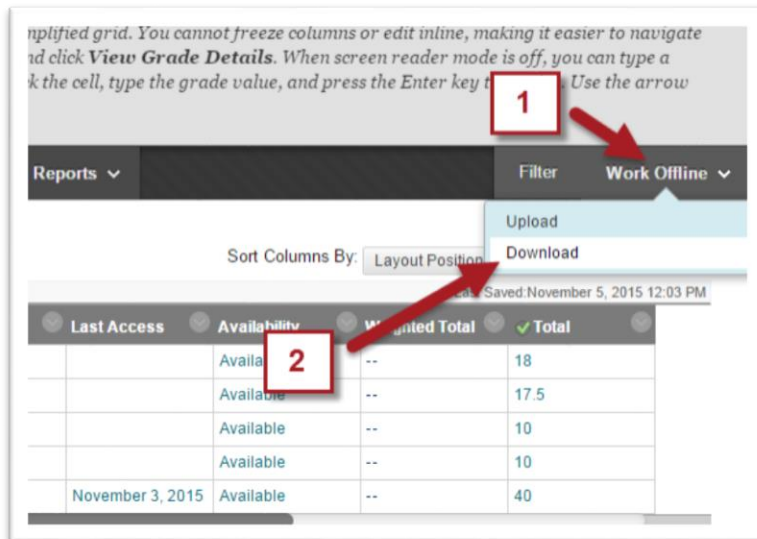 nplified grid. You cannot freeze columns or edit inline, making it easier to navigate
nd click View Grade Details. When screen reader mode is off, you can type a
k the cell, type the grade value, and press the Enter key Use the arrow
1
Reports Filter Work Offline
Upload
Download
Sort Columns By: Layout Position
Saved:November 5, 2015 12:03 PM
Last Access Availability Total Total
2
Available -- 18
Available -- 17.5
Available -- 10
Available -- 10
November 3, 2015 Available -- 40